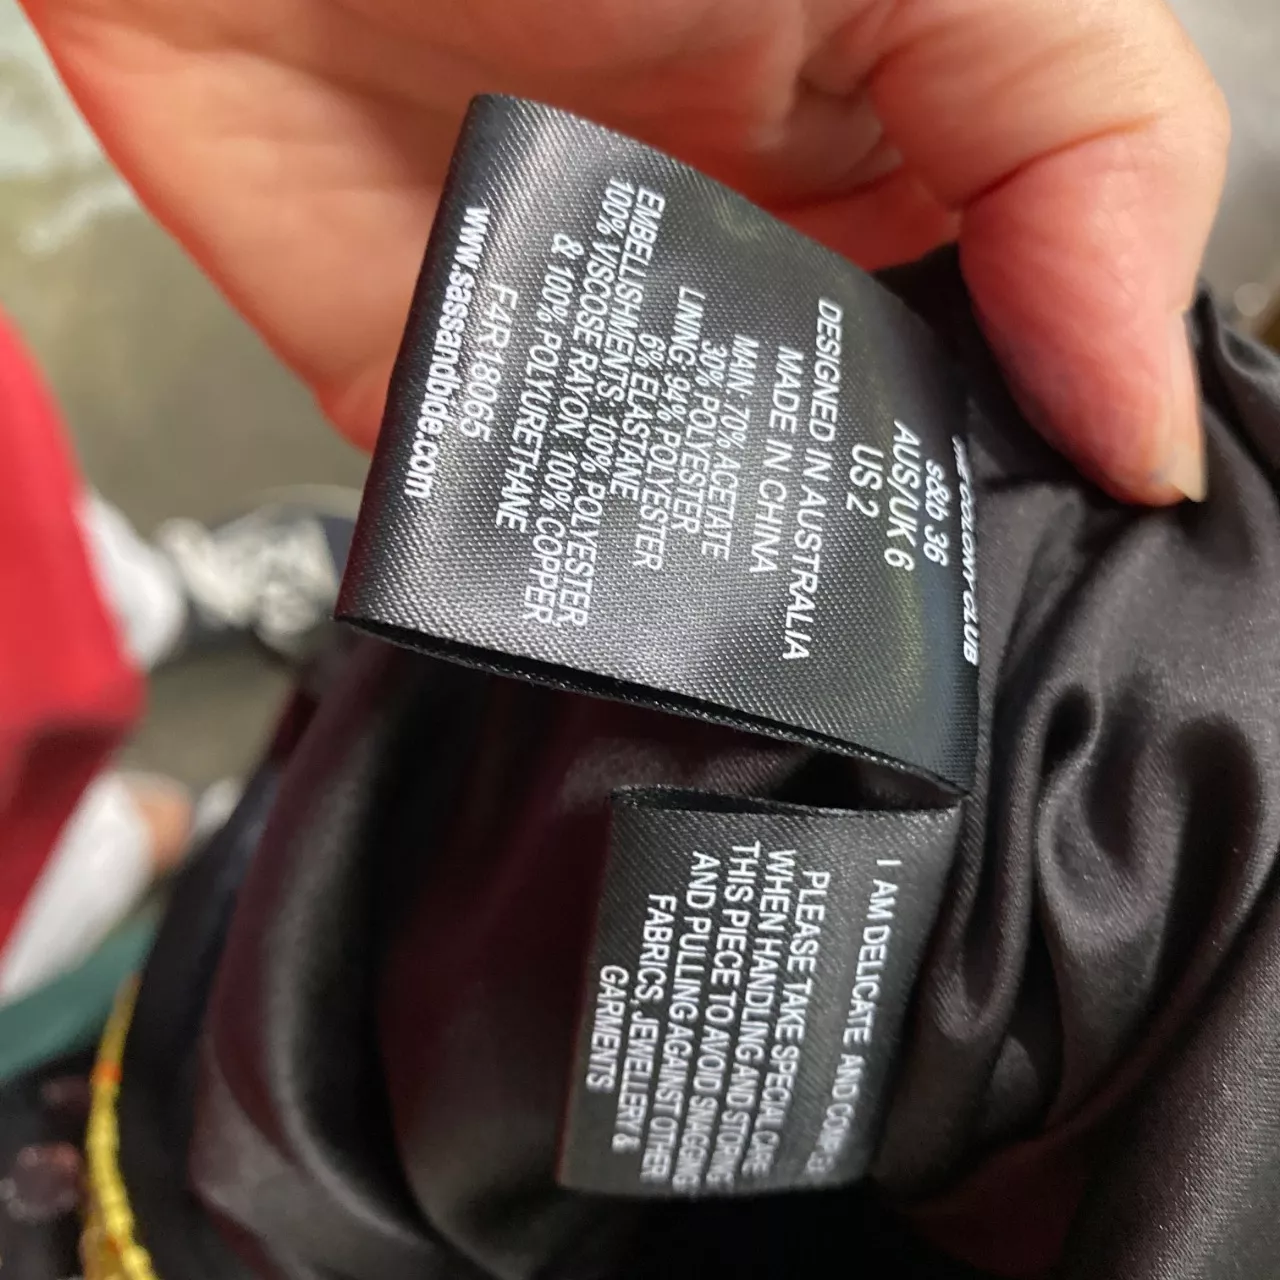 THE COLONY CLUB
s&b 36
AUS/UK 6
US 2
DESIGNED IN AUSTRALIA
MADE IN CHINA
MAIN: 70% ACETATE
30% POLYESTER
LINING: 94% POLYESTER
6% ELASTANE
EMBELLISHMENTS: 100% POLYESTER
100% VISCOSE RAYON 100% COPPER
& 100% POLYURETHANE
F4R18065
www.sassandbide.com
I AM DELICATE AND
PLEASE TAKE SPECIAL CARE
WHEN HANDLING AND STORING
THIS PIECE TO AVOID SNAGGING
AND PULLING AGAINST OTHER
FABRICS, JEWELLERY &
GARMENTS